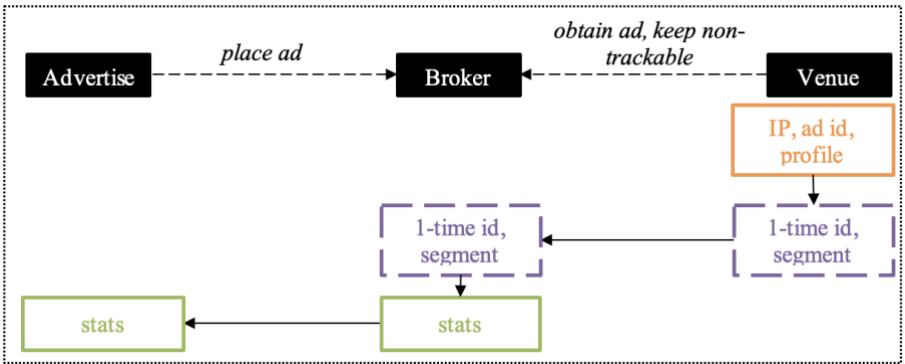 place ad
obtain ad, keep non-
trackable
Advertise
Broker
Venue
IP, ad id,
profile
1-time id,
segment
1-time id,
segment
stats
stats